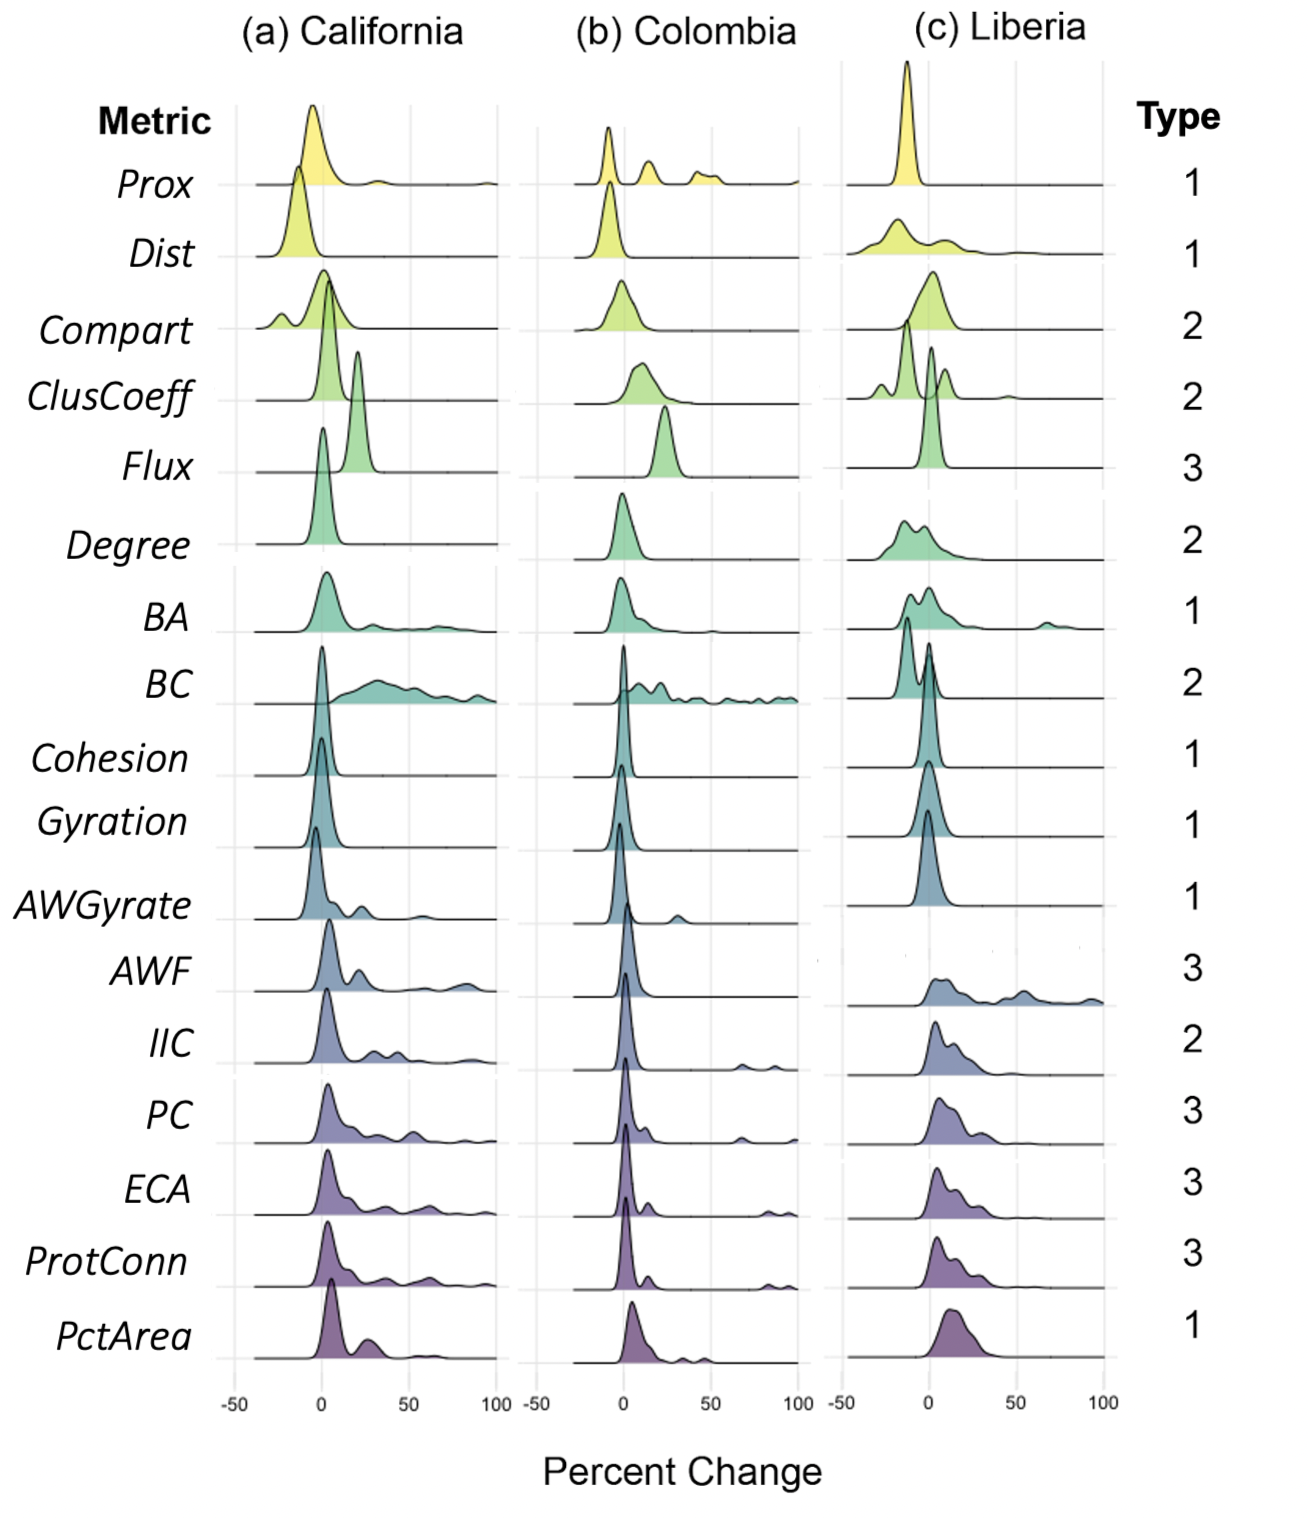 (a) California (b) Colombia (c) Liberia
Metric Type
Prox 1
Dist 1
Compart 2
ClusCoeff 2
Flux 3
Degree 2
BA 1
BC 2
Cohesion 1
Gyration 1
AWGyrate 1
AWF 3
IIC 2
PC 3
ECA 3
ProtConn 3
PctArea 1
-50 0 50 100 -50 0 50 100 -50 0 50 100
Percent Change